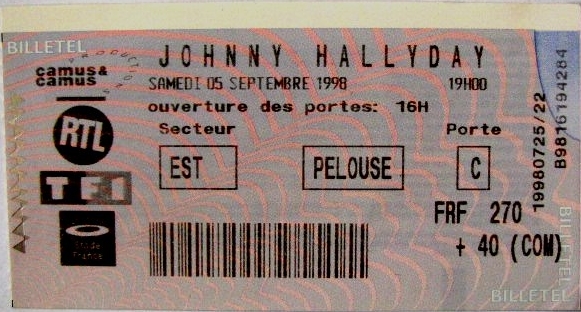 BILLETEL
JOHNNY HALLYDAY
camus&
camus
PRODUCTIONS
SAMEDI 05 SEPTEMBRE 1998 19H00
ouverture des portes: 16H
Secteur Porte
RTL
EST PELOUSE C
TF1
FRF 270
+ 40 (COM)
Stade
France
19980725/22
B9816194284
BILLETEL
BILLETEL